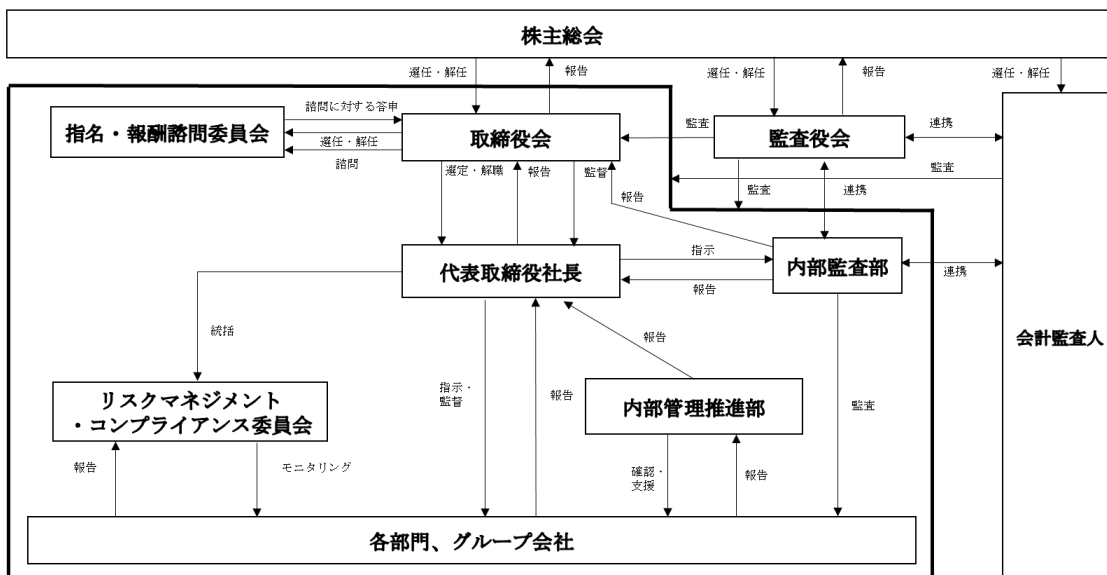 株主総会
選任・解任
報告
選任・解任
報告
選任・解任
諮問に対する答申
指名・報酬諮問委員会
選任・解任
諮問
取締役会
監査
監査役会
連携
監査
選定・解職
報告
監督
報告
監査
連携
代表取締役社長
指示
報告
内部監査部
連携
会計監査人
統括
報告
リスクマネジメント
・コンプライアンス委員会
指示・
監督
報告
内部管理推進部
監査
報告
モニタリング
確認・
支援
報告
各部門、グループ会社